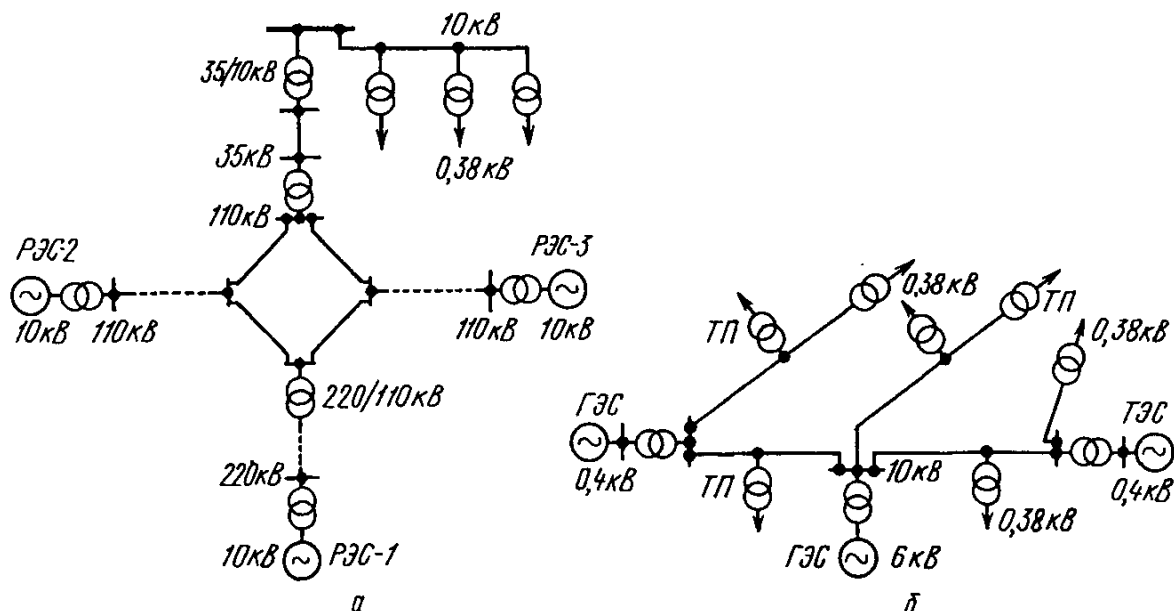 10кВ
35/10кВ
0,38кВ
35кВ
110кВ
РЭС-2
РЭС-3
10кВ
110кВ
110кВ
10кВ
220/110кВ
220кВ
10кВ
РЭС-1
а
0,38кВ
ТП
ТП
0,38кВ
ГЭС
ТЭС
0,4кВ
ТП
10кВ
0,38кВ
0,4кВ
ГЭС
6кВ
б